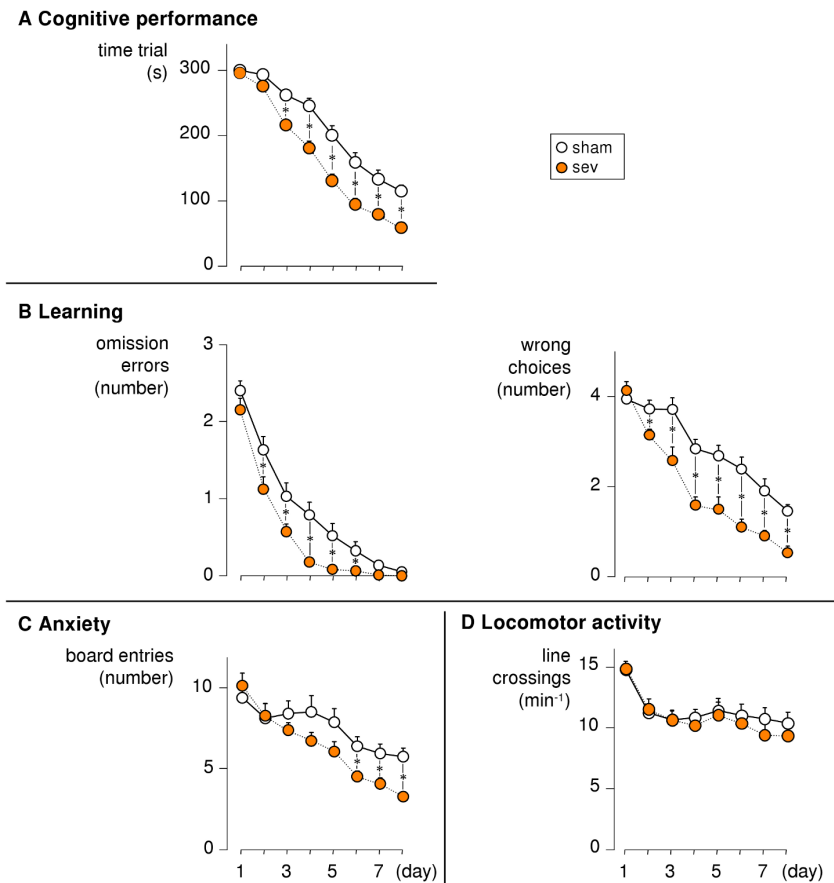 A Cognitive performance
time trial
(s)
300
200
100
0
sham
sev
* * * * * *
B Learning
omission
errors
(number)
3
2
1
0
* * * * *
wrong
choices
(number)
4
2
0
* * * * * * *
C Anxiety
board entries
(number)
10
5
0
* * *
1 3 5 7 (day)
D Locomotor activity
line
crossings
(min⁻¹)
15
10
5
0
1 3 5 7 (day)